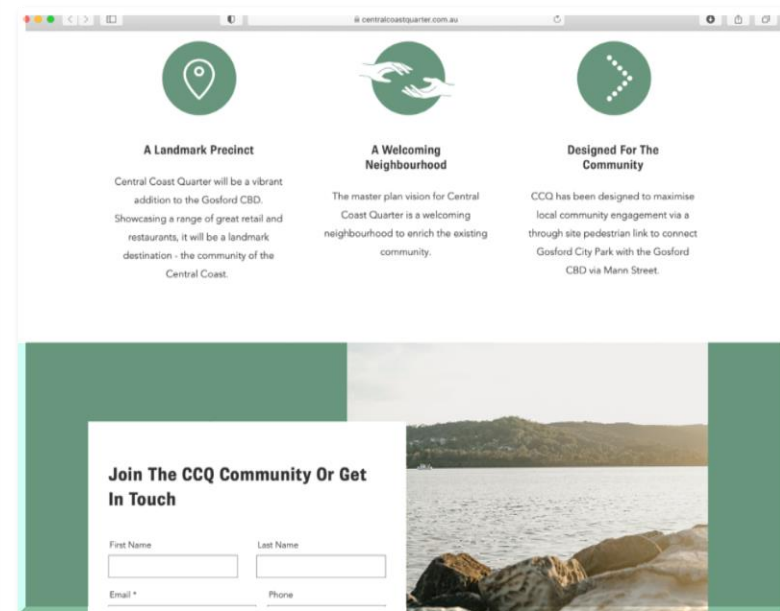 centralcoastquarter.com.au
A Landmark Precinct
Central Coast Quarter will be a vibrant
addition to the Gosford CBD.
Showcasing a range of great retail and
restaurants, it will be a landmark
destination - the community of the
Central Coast.
A Welcoming
Neighbourhood
The master plan vision for Central
Coast Quarter is a welcoming
neighbourhood to enrich the existing
community.
Designed For The
Community
CCQ has been designed to maximise
local community engagement via a
through site pedestrian link to connect
Gosford City Park with the Gosford
CBD via Mann Street.
Join The CCQ Community Or Get
In Touch
First Name
Last Name
Email *
Phone